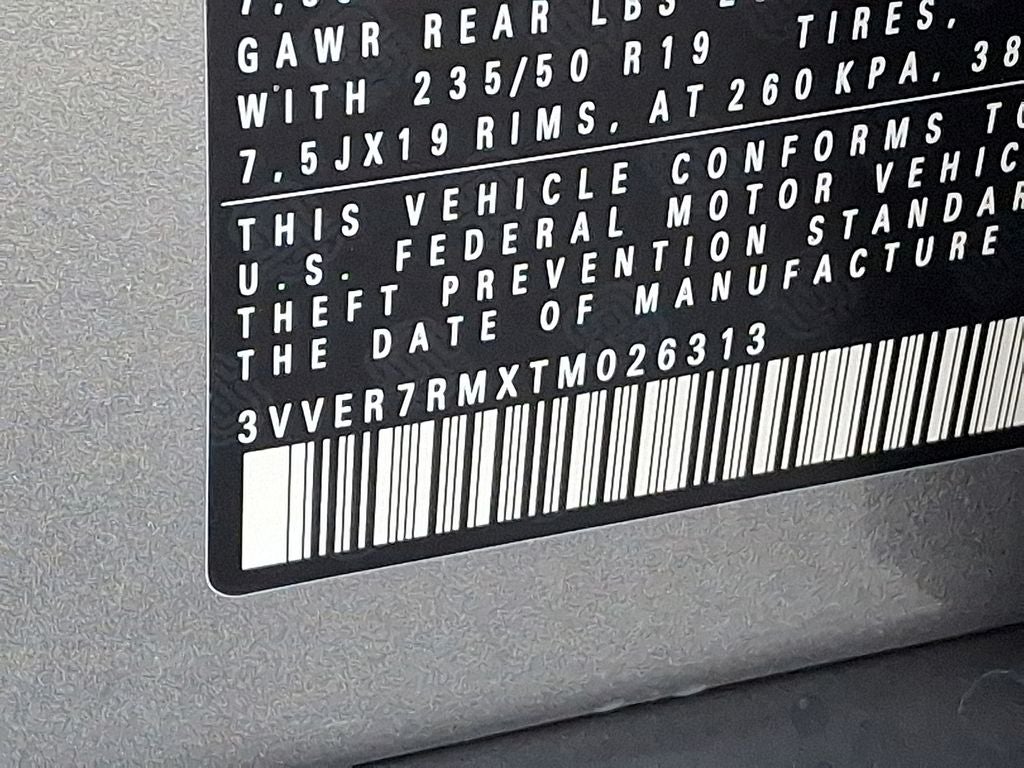 GAWR REAR LBS
WITH 235/50 R19 TIRES,
7.5JX19 RIMS, AT 260 KPA, 38
THIS VEHICLE CONFORMS TO
U.S. FEDERAL MOTOR VEHIC
THEFT PREVENTION STANDAR
THE DATE OF MANUFACTURE
3VVER7RMXTM026313